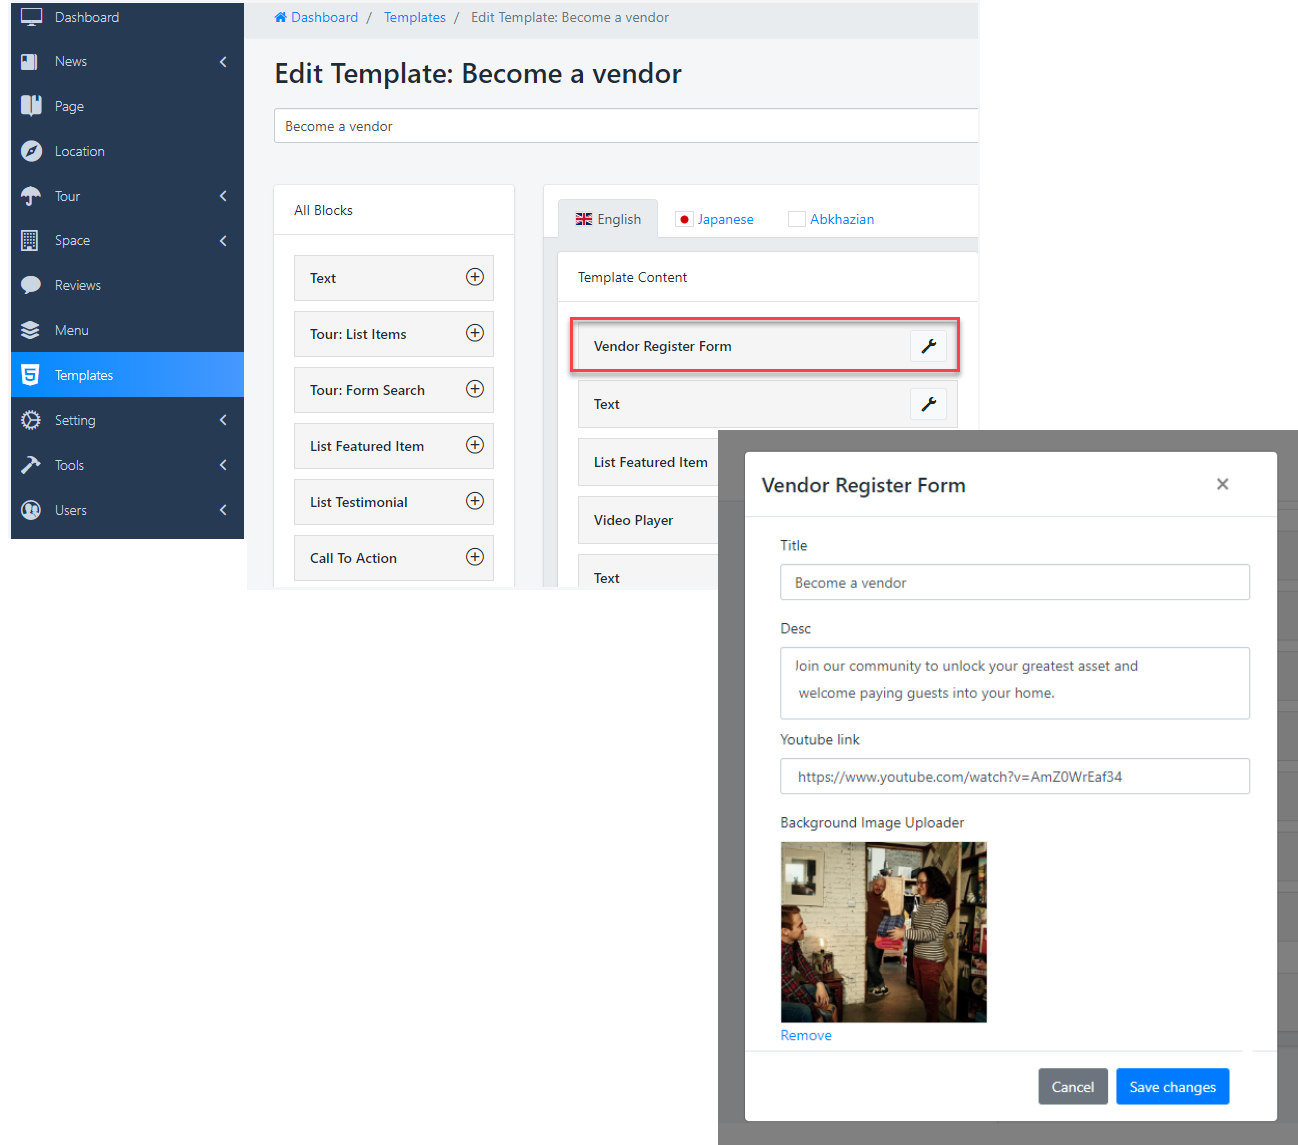 Dashboard
News
Page
Location
Tour
Space
Reviews
Menu
Templates
Setting
Tools
Users
Dashboard / Templates / Edit Template: Become a vendor
Edit Template: Become a vendor
Become a vendor
All Blocks
Text
Tour: List Items
Tour: Form Search
List Featured Item
List Testimonial
Call To Action
English Japanese Abkhazian
Template Content
Vendor Register Form
Text
List Featured Item
Video Player
Text
Vendor Register Form
Title
Become a vendor
Desc
Join our community to unlock your greatest asset and
welcome paying guests into your home.
Youtube link
https://www.youtube.com/watch?v=AmZ0WrEaf34
Background Image Uploader
Remove
Cancel Save changes